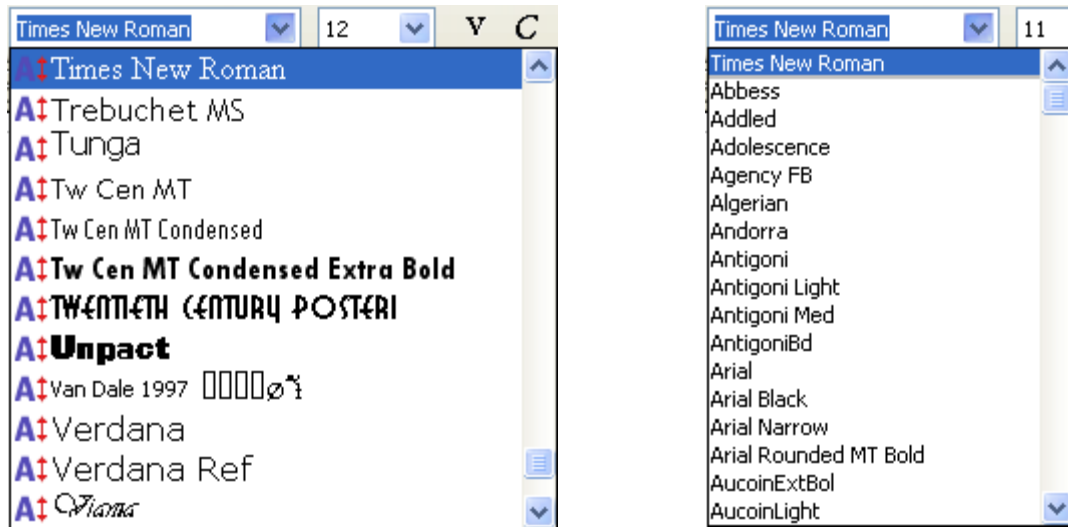 Times New Roman
12
V
C
Times New Roman
Trebuchet MS
Tunga
Tw Cen MT
Tw Cen MT Condensed
Tw Cen MT Condensed Extra Bold
TWENTIETH CENTURY POSTER1
Unpact
Van Dale 1997
Verdana
Verdana Ref
Viana
Times New Roman
11
Times New Roman
Abbess
Addled
Adolescence
Agency FB
Algerian
Andorra
Antigoni
Antigoni Light
Antigoni Med
AntigoniBd
Arial
Arial Black
Arial Narrow
Arial Rounded MT Bold
AucoinExtBol
AucoinLight